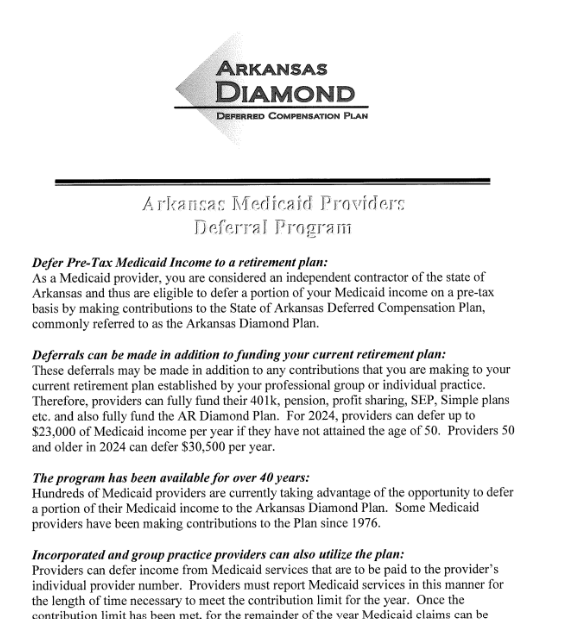 ARKANSAS
DIAMOND
DEFERRED COMPENSATION PLAN
Arkansas Medicaid Providers
Deferral Program
Defer Pre-Tax Medicaid Income to a retirement plan:
As a Medicaid provider, you are considered an independent contractor of the state of
Arkansas and thus are eligible to defer a portion of your Medicaid income on a pre-tax
basis by making contributions to the State of Arkansas Deferred Compensation Plan,
commonly referred to as the Arkansas Diamond Plan.
Deferrals can be made in addition to funding your current retirement plan:
These deferrals may be made in addition to any contributions that you are making to your
current retirement plan established by your professional group or individual practice.
Therefore, providers can fully fund their 401k, pension, profit sharing, SEP, Simple plans
etc. and also fully fund the AR Diamond Plan.  For 2024, providers can defer up to
$23,000 of Medicaid income per year if they have not attained the age of 50.  Providers 50
and older in 2024 can defer $30,500 per year.
The program has been available for over 40 years:
Hundreds of Medicaid providers are currently taking advantage of the opportunity to defer
a portion of their Medicaid income to the Arkansas Diamond Plan.  Some Medicaid
providers have been making contributions to the Plan since 1976.
Incorporated and group practice providers can also utilize the plan:
Providers can defer income from Medicaid services that are to be paid to the provider's
individual provider number.  Providers must report Medicaid services in this manner for
the length of time necessary to meet the contribution limit for the year.  Once the
contribution limit has been met, for the remainder of the year Medicaid claims can be